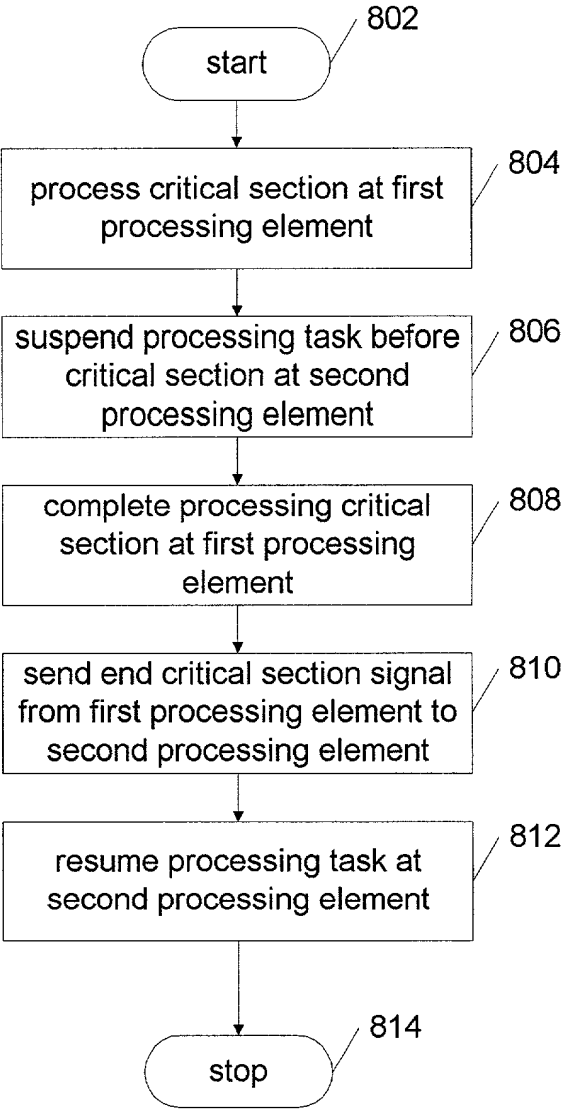 802
start
804
process critical section at first
processing element
806
suspend processing task before
critical section at second
processing element
808
complete processing critical
section at first processing
element
810
send end critical section signal
from first processing element to
second processing element
812
resume processing task at
second processing element
814
stop